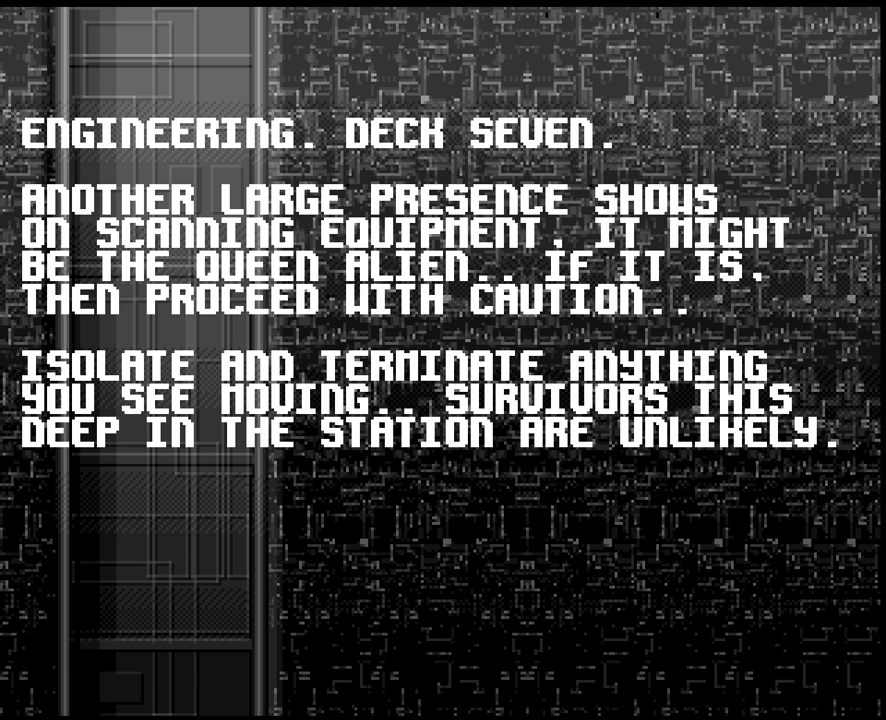 ENGINEERING. DECK SEVEN.
ANOTHER LARGE PRESENCE SHOWS
ON SCANNING EQUIPMENT. IT MIGHT
BE THE QUEEN ALIEN.. IF IT IS.
THEN PROCEED WITH CAUTION..
ISOLATE AND TERMINATE ANYTHING
YOU SEE MOVING.. SURVIVORS THIS
DEEP IN THE STATION ARE UNLIKELY.